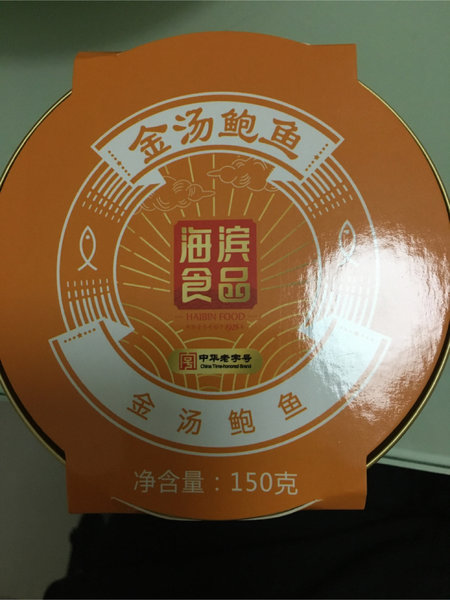 金汤鲍鱼
海滨
食品
HAIBIN FOOD
中华老字号
China Time-honored Brand
金汤鲍鱼
净含量：150克